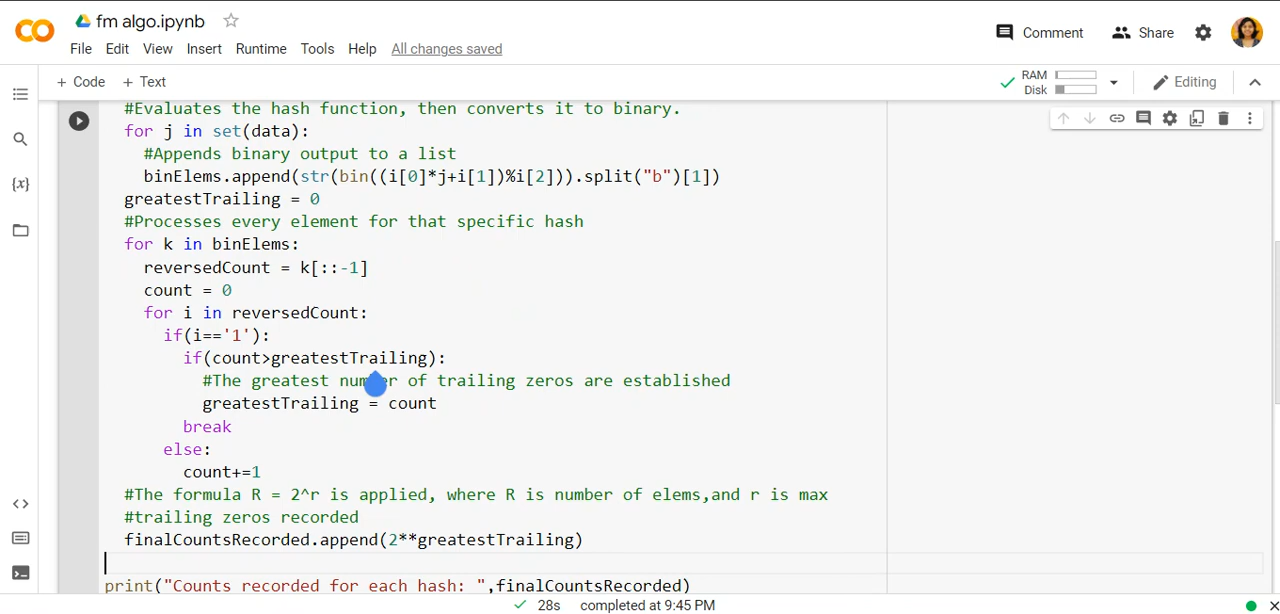 fm algo.ipynb
File Edit View Insert Runtime Tools Help All changes saved
Comment Share
+ Code + Text
RAM
Disk
Editing
#Evaluates the hash function, then converts it to binary.
for j in set(data):
#Appends binary output to a list
binElems.append(str(bin((i[0]*j+i[1])%i[2])).split("b")[1])
greatestTrailing = 0
#Processes every element for that specific hash
for k in binElems:
reversedCount = k[::-1]
count = 0
for i in reversedCount:
if(i=='1'):
if(count>greatestTrailing):
#The greatest number of trailing zeros are established
greatestTrailing = count
break
else:
count+=1
#The formula R = 2^r is applied, where R is number of elems,and r is max
#trailing zeros recorded
finalCountsRecorded.append(2**greatestTrailing)
print("Counts recorded for each hash: ",finalCountsRecorded)
28s completed at 9:45 PM